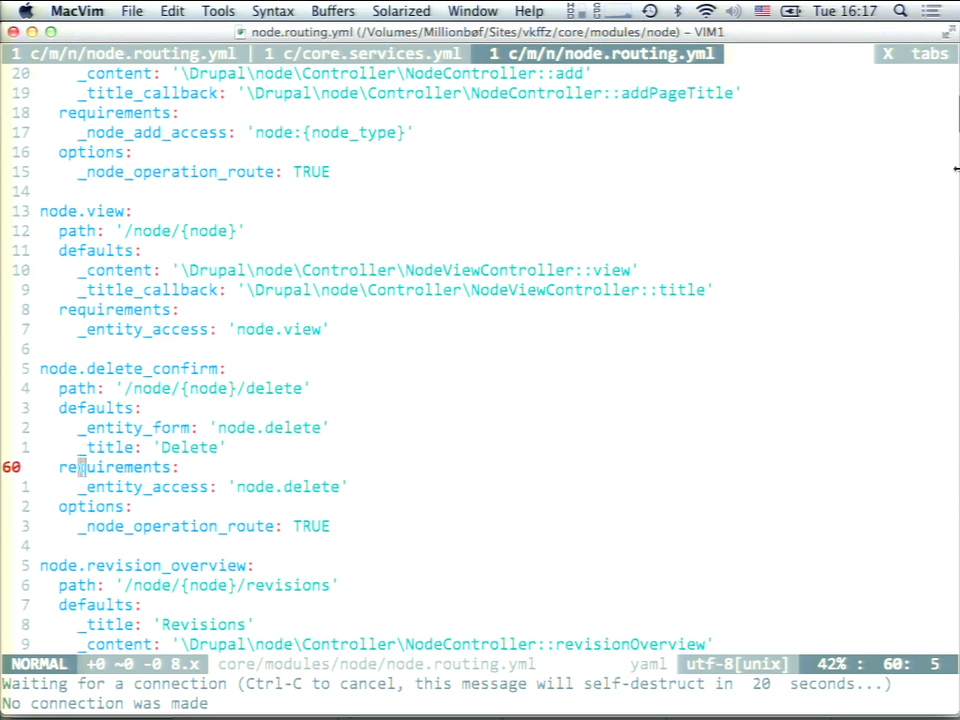 MacVim File Edit Tools Syntax Buffers Solarized Window Help Tue 16:17
node.routing.yml (/Volumes/Millionbøf/Sites/vkffz/core/modules/node) – VIM1
1 c/m/n/node.routing.yml | 1 c/core.services.yml 1 c/m/n/node.routing.yml X tabs
20 _content: '\Drupal\node\Controller\NodeController::add'
19 _title_callback: '\Drupal\node\Controller\NodeController::addPageTitle'
18 requirements:
17 _node_add_access: 'node:{node_type}'
16 options:
15 _node_operation_route: TRUE
14
13 node.view:
12 path: '/node/{node}'
11 defaults:
10 _content: '\Drupal\node\Controller\NodeViewController::view'
9 _title_callback: '\Drupal\node\Controller\NodeViewController::title'
8 requirements:
7 _entity_access: 'node.view'
6
5 node.delete_confirm:
4 path: '/node/{node}/delete'
3 defaults:
2 _entity_form: 'node.delete'
1 _title: 'Delete'
60 requirements:
1 _entity_access: 'node.delete'
2 options:
3 _node_operation_route: TRUE
4
5 node.revision_overview:
6 path: '/node/{node}/revisions'
7 defaults:
8 _title: 'Revisions'
9 _content: '\Drupal\node\Controller\NodeController::revisionOverview'
NORMAL +0 ~0 -0 8.x core/modules/node/node.routing.yml yaml utf-8[unix] 42% : 60: 5
Waiting for a connection (Ctrl-C to cancel, this message will self-destruct in 20 seconds...)
No connection was made